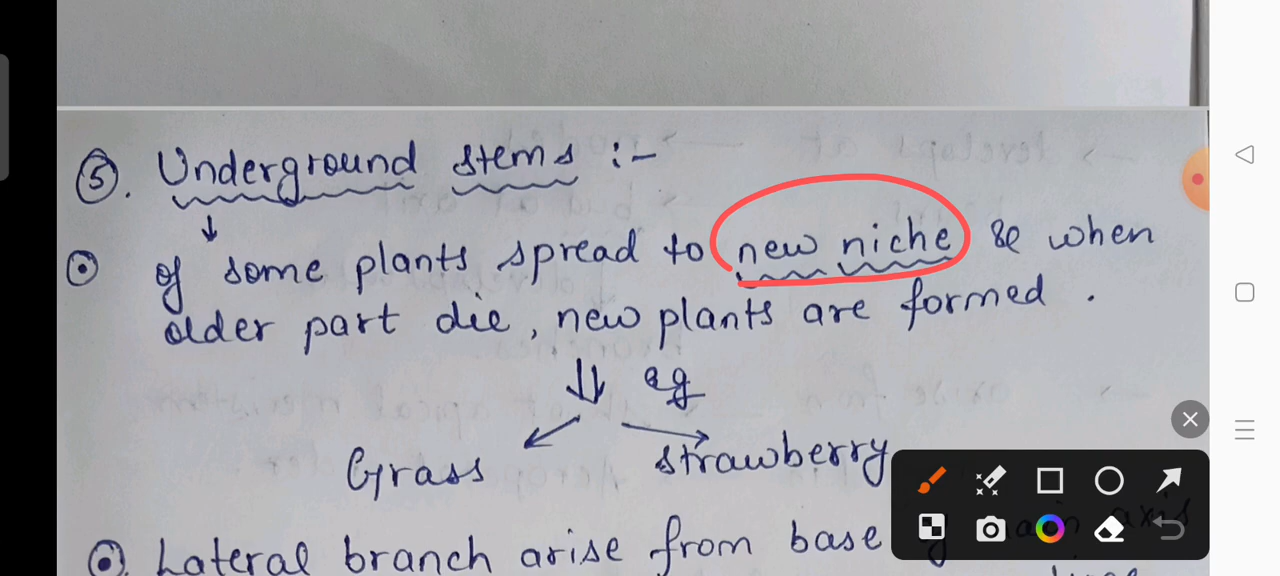 5. Underground stems :-
of some plants spread to new niche & when
older part die, new plants are formed.
eg
Grass
strawberry
Lateral branch arise from base
axis